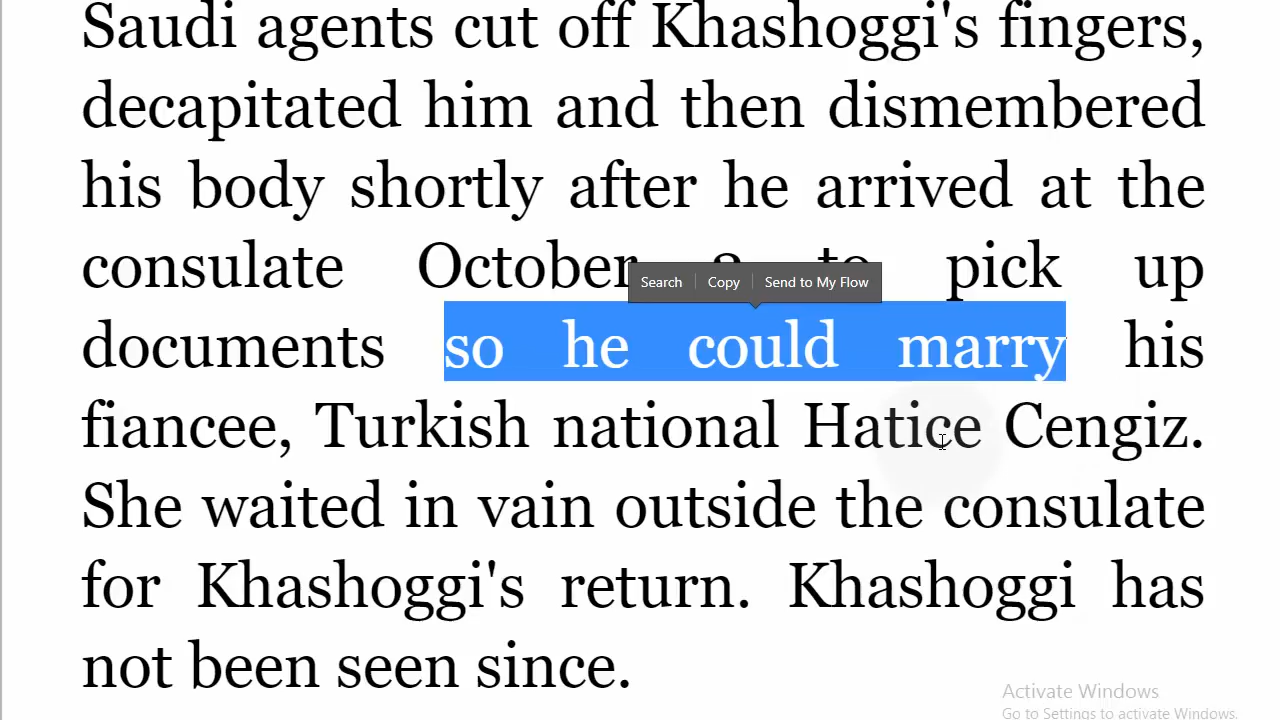 Saudi agents cut off Khashoggi's fingers,
decapitated him and then dismembered
his body shortly after he arrived at the
consulate October 2 to pick up
Search Copy Send to My Flow
documents so he could marry his
fiancee, Turkish national Hatice Cengiz.
She waited in vain outside the consulate
for Khashoggi's return. Khashoggi has
not been seen since.
Activate Windows
Go to Settings to activate Windows.